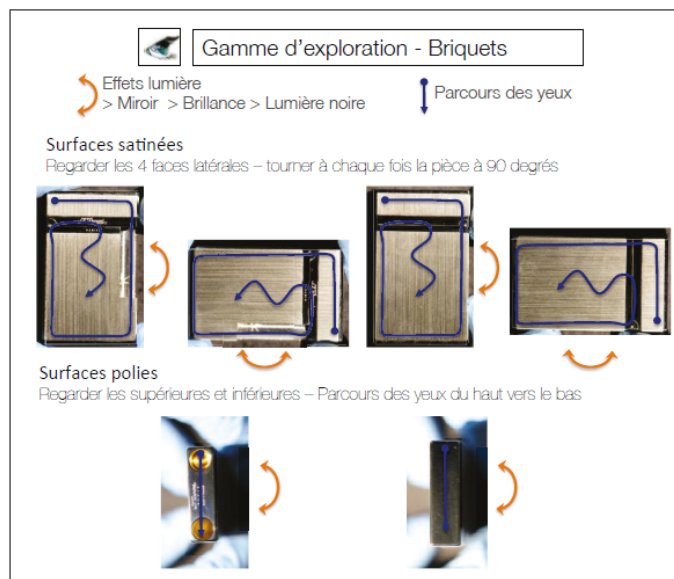 Gamme d'exploration - Briquets
Effets lumière
> Miroir > Brillance > Lumière noire
Parcours des yeux
Surfaces satinées
Regarder les 4 faces latérales – tourner à chaque fois la pièce à 90 degrés
Surfaces polies
Regarder les supérieures et inférieures – Parcours des yeux du haut vers le bas